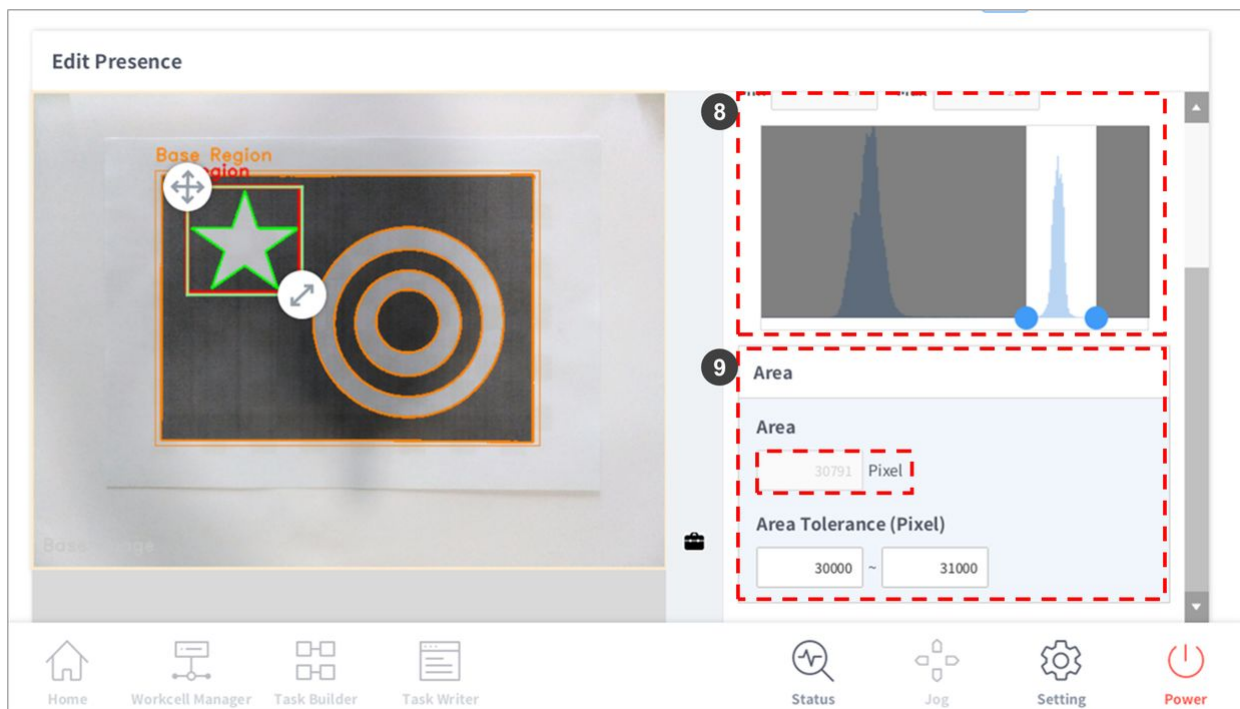 Edit Presence
Base Region
8
9
Area
Area
30791 Pixel
Area Tolerance (Pixel)
30000 ~ 31000
Home
Workcell Manager
Task Builder
Task Writer
Status
Jog
Setting
Power